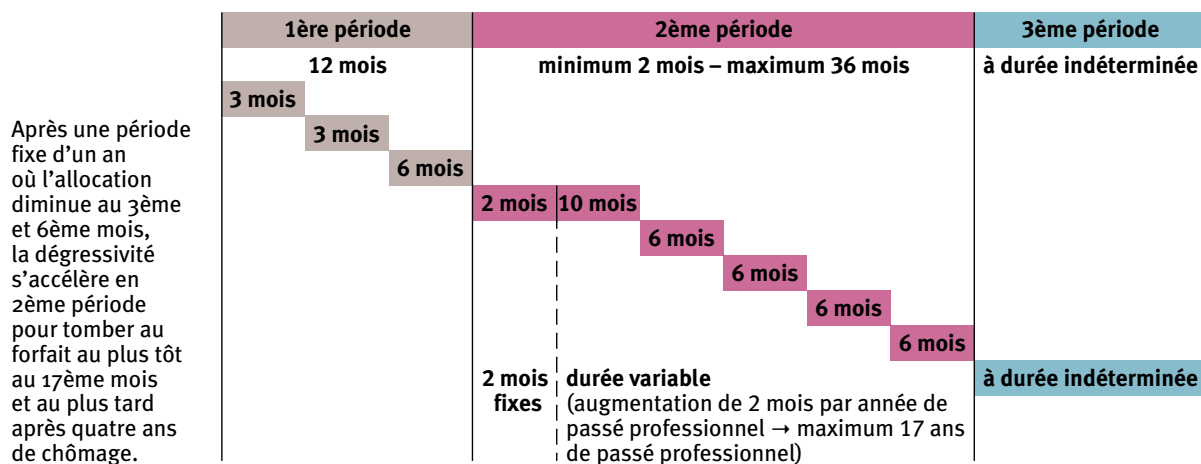 1ère période 2ème période 3ème période
12 mois minimum 2 mois – maximum 36 mois à durée indéterminée
3 mois
3 mois
6 mois
Après une période
fixe d’un an
où l’allocation
diminue au 3ème
et 6ème mois,
la dégressivité
s’accélère en
2ème période
pour tomber au
forfait au plus tôt
au 17ème mois
et au plus tard
après quatre ans
de chômage.
2 mois 10 mois
6 mois
6 mois
6 mois
6 mois
2 mois
fixes
durée variable
(augmentation de 2 mois par année de
passé professionnel → maximum 17 ans
de passé professionnel)
à durée indéterminée